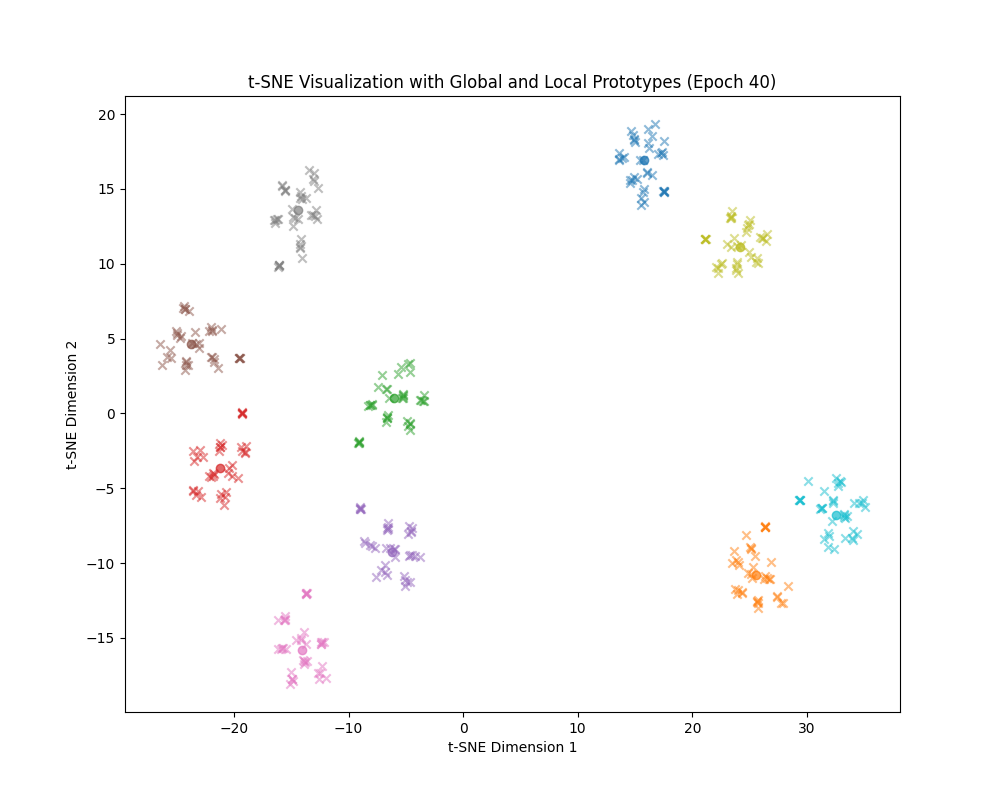 t-SNE Visualization with Global and Local Prototypes (Epoch 40)
20
15
10
5
0
−5
−10
−15
t-SNE Dimension 2
−20 −10 0 10 20 30
t-SNE Dimension 1